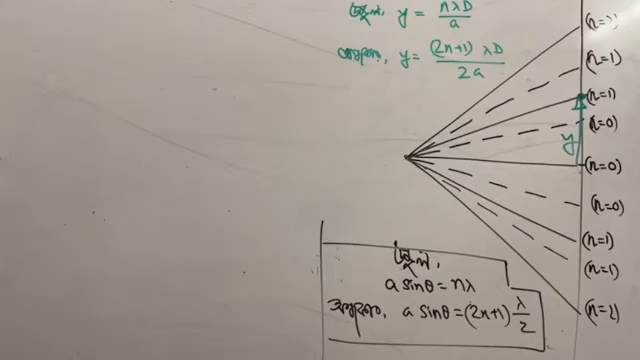 উজ্জ্বল, y = nλD/a
অন্ধকার, y = (2n+1) λD/2a
(n=1)
(n=1)
(n=0)
y
(n=0)
(n=0)
(n=1)
(n=1)
(n=2)
উজ্জ্বল,
a sinθ = nλ
অন্ধকার, a sinθ = (2n+1) λ/2